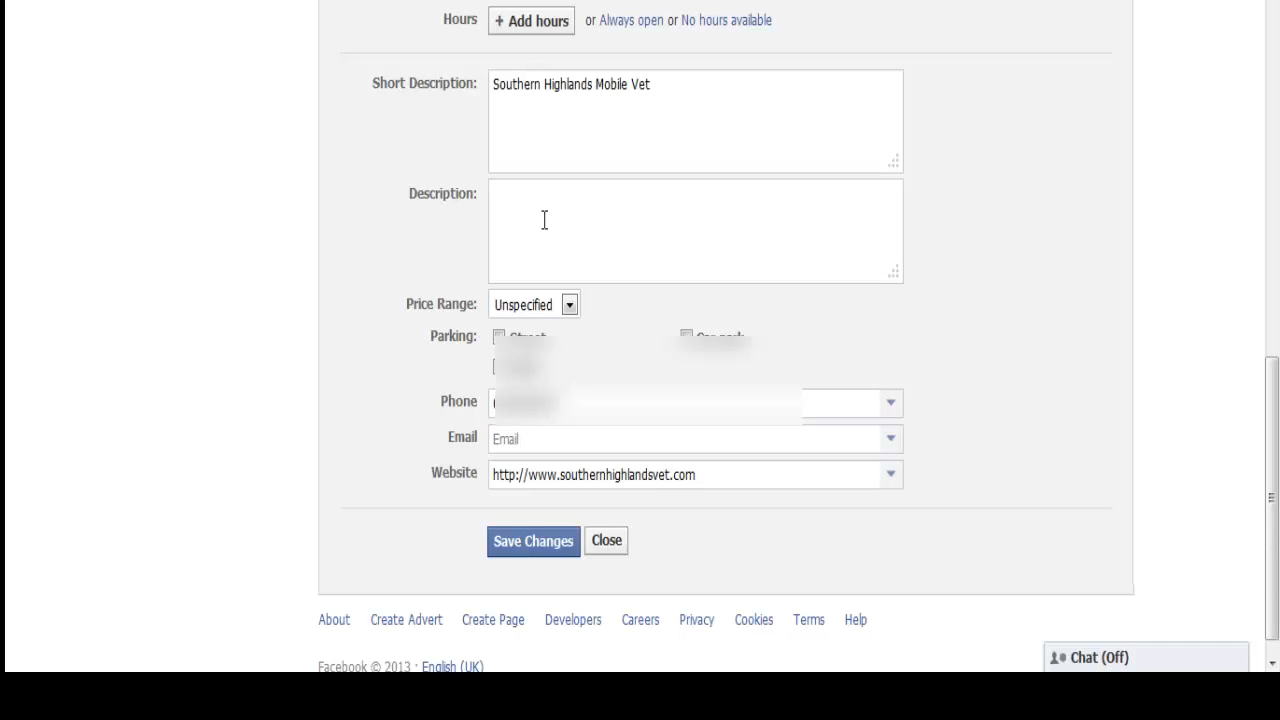 Hours + Add hours or Always open or No hours available
Short Description: Southern Highlands Mobile Vet
Description:
Price Range: Unspecified
Parking:
Phone
Email Email
Website http://www.southernhighlandsvet.com
Save Changes Close
About Create Advert Create Page Developers Careers Privacy Cookies Terms Help
Facebook © 2013 · English (UK)
Chat (Off)